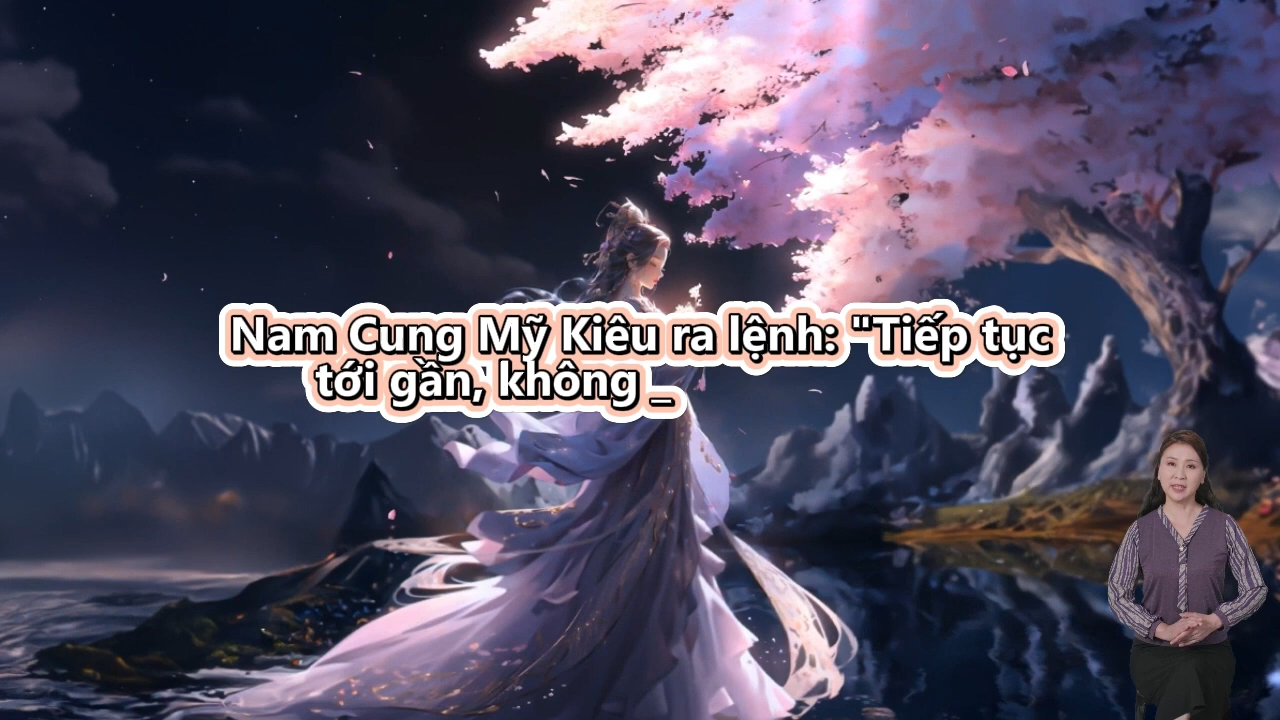 Nam Cung Mỹ Kiêu ra lệnh: "Tiếp tục
tới gần, không _